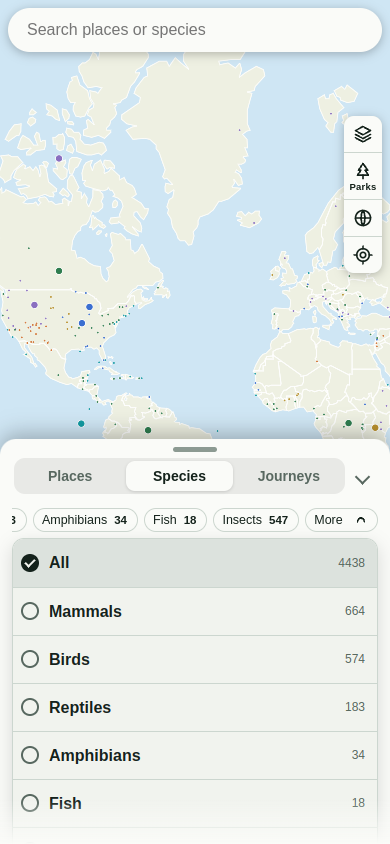 Search places or species
Parks
Places Species Journeys
Amphibians 34 Fish 18 Insects 547 More
All 4438
Mammals 664
Birds 574
Reptiles 183
Amphibians 34
Fish 18